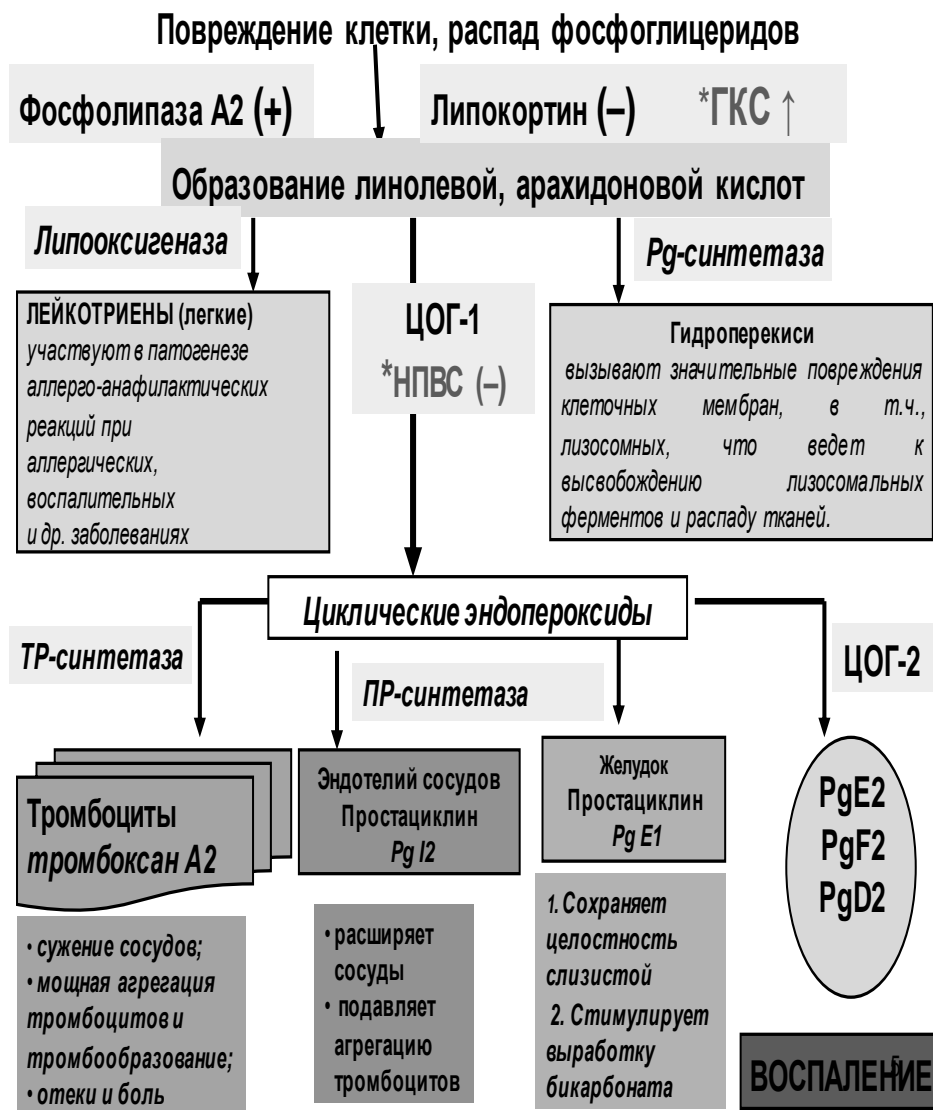 Повреждение клетки, распад фосфоглицеридов
Фосфолипаза А2 (+)
Липокортин (–) *ГКС ↑
Образование линолевой, арахидоновой кислот
Липооксигеназа
Pg-синтетаза
ЛЕЙКОТРИЕНЫ (легкие)
участвуют в патогенезе
аллерго-анафилактических
реакций при
аллергических,
воспалительных
и др. заболеваниях
ЦОГ-1
*НПВС (–)
Гидроперекиси
вызывают значительные повреждения
клеточных мембран, в т.ч.,
лизосомных, что ведет к
высвобождению лизосомальных
ферментов и распаду тканей.
Циклические эндопероксиды
ТР-синтетаза
ПР-синтетаза
ЦОГ-2
Тромбоциты
тромбоксан А2
Эндотелий сосудов
Простациклин
Pg I2
Желудок
Простациклин
Pg E1
PgE2
PgF2
PgD2
• сужение сосудов;
• мощная агрегация
тромбоцитов и
тромбообразование;
• отеки и боль
• расширяет
сосуды
• подавляет
агрегацию
тромбоцитов
1. Сохраняет
целостность
слизистой
2. Стимулирует
выработку
бикарбоната
ВОСПАЛЕНИЕ
5